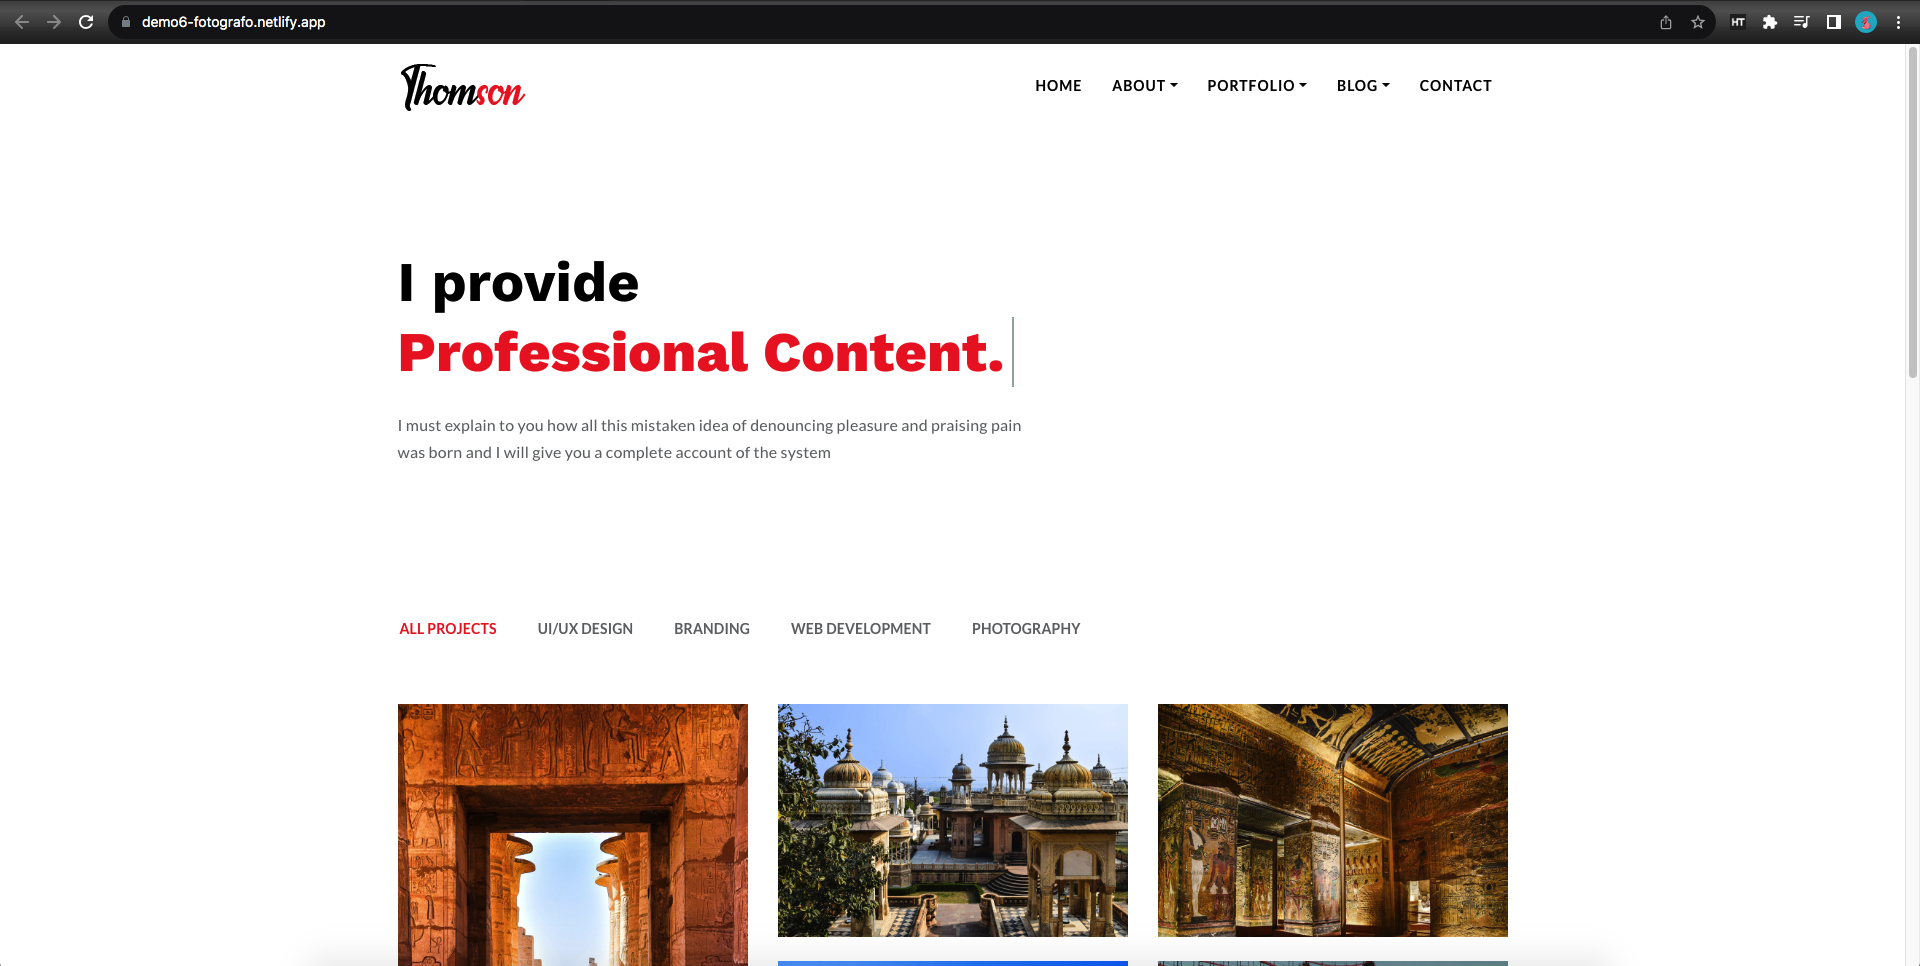 demo6-fotografo.netlify.app
HT
Thomson
HOME ABOUT PORTFOLIO BLOG CONTACT
I provide
Professional Content.
I must explain to you how all this mistaken idea of denouncing pleasure and praising pain
was born and I will give you a complete account of the system
ALL PROJECTS UI/UX DESIGN BRANDING WEB DEVELOPMENT PHOTOGRAPHY